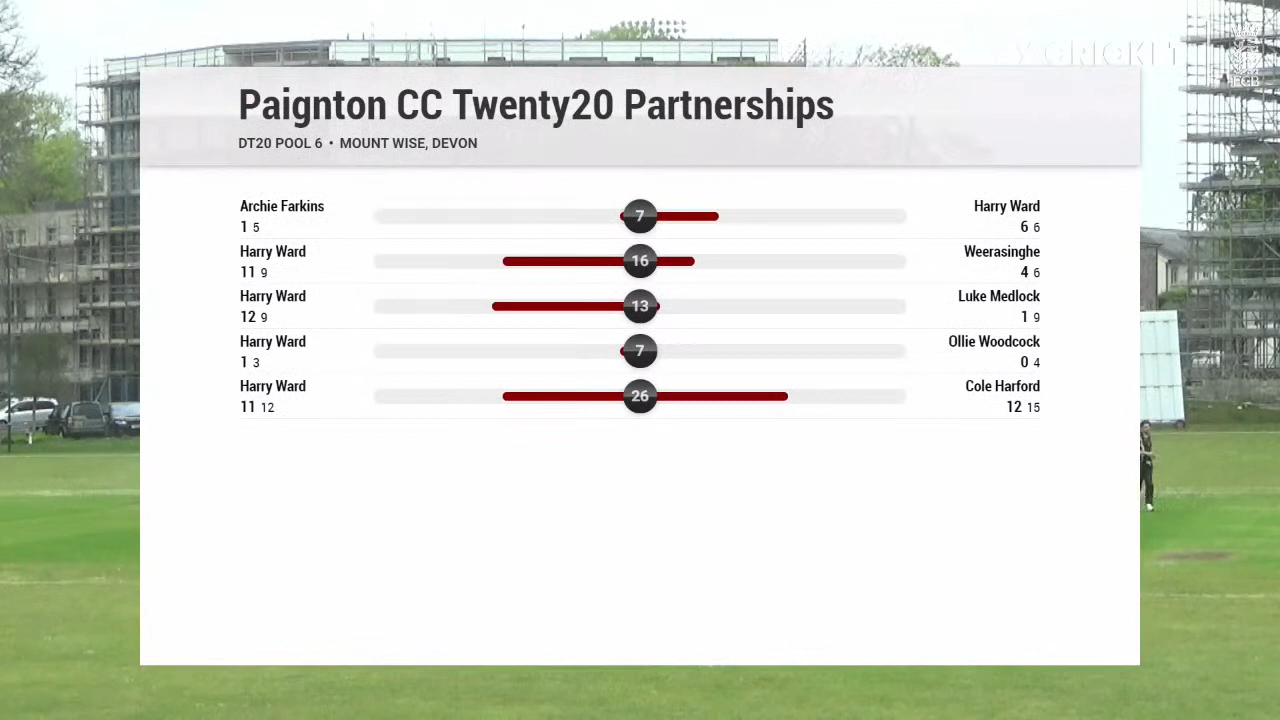 X CRICKET
ECB
Paignton CC Twenty20 Partnerships
DT20 POOL 6 • MOUNT WISE, DEVON
Archie Farkins
1 5
7
Harry Ward
6 6
Harry Ward
11 9
16
Weerasinghe
4 6
Harry Ward
12 9
13
Luke Medlock
1 9
Harry Ward
1 3
7
Ollie Woodcock
0 4
Harry Ward
11 12
26
Cole Harford
12 15